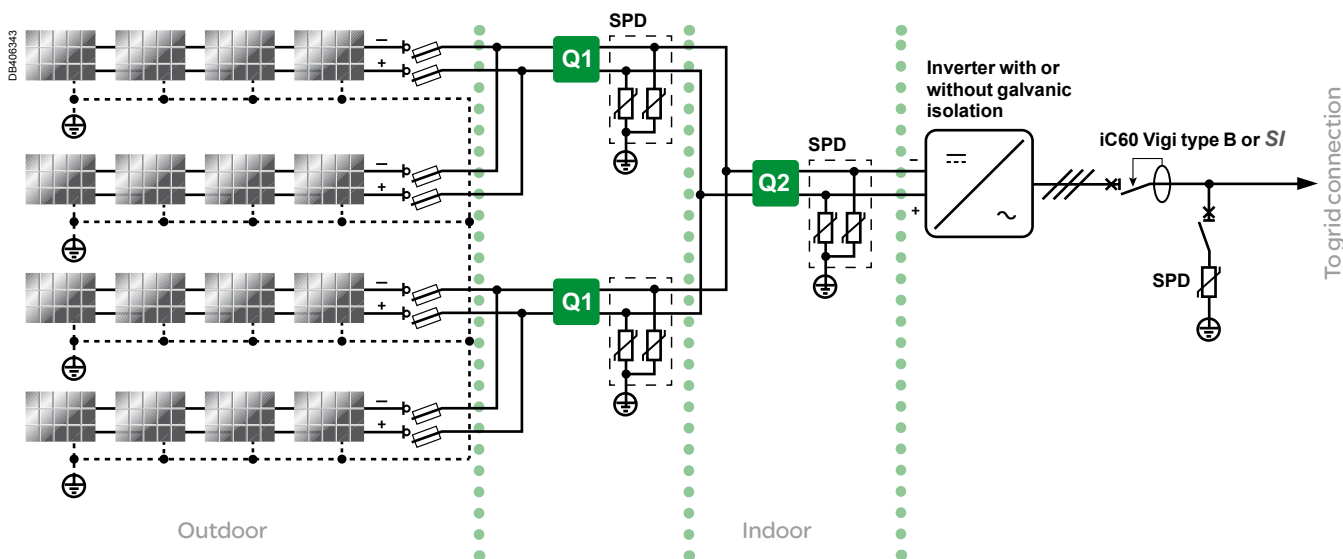 DB406343
SPD
Q1
−
+
−
+
Inverter with or
without galvanic
isolation
iC60 Vigi type B or SI
To grid connection
SPD
Q2
−
+
SPD
Q1
−
+
−
+
Outdoor
Indoor